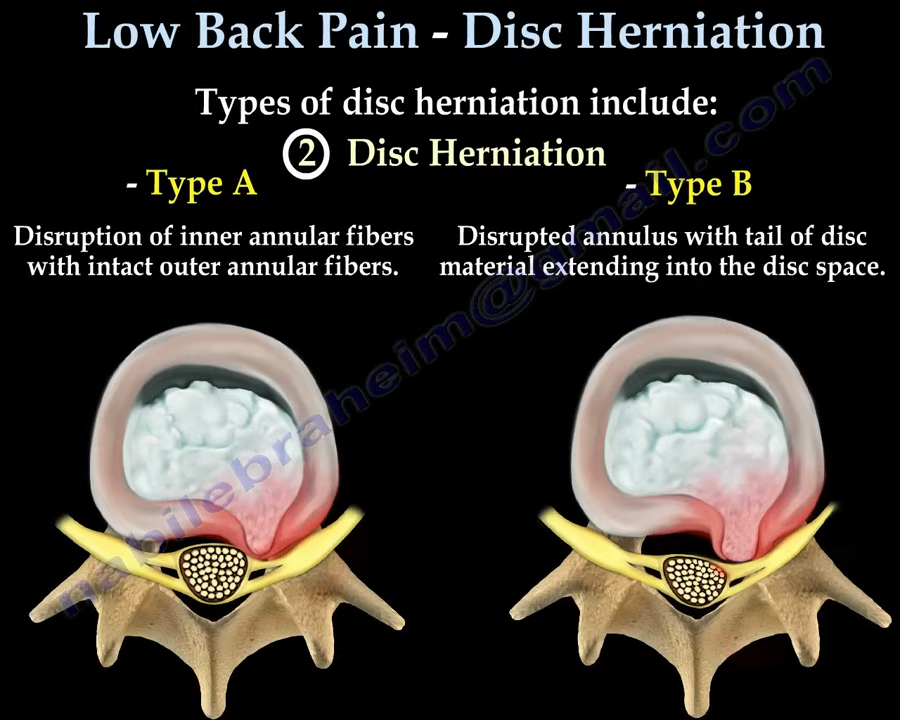 Low Back Pain - Disc Herniation
Types of disc herniation include:
2 Disc Herniation
- Type A
Disruption of inner annular fibers
with intact outer annular fibers.
- Type B
Disrupted annulus with tail of disc
material extending into the disc space.
nabilebraheim@gmail.com